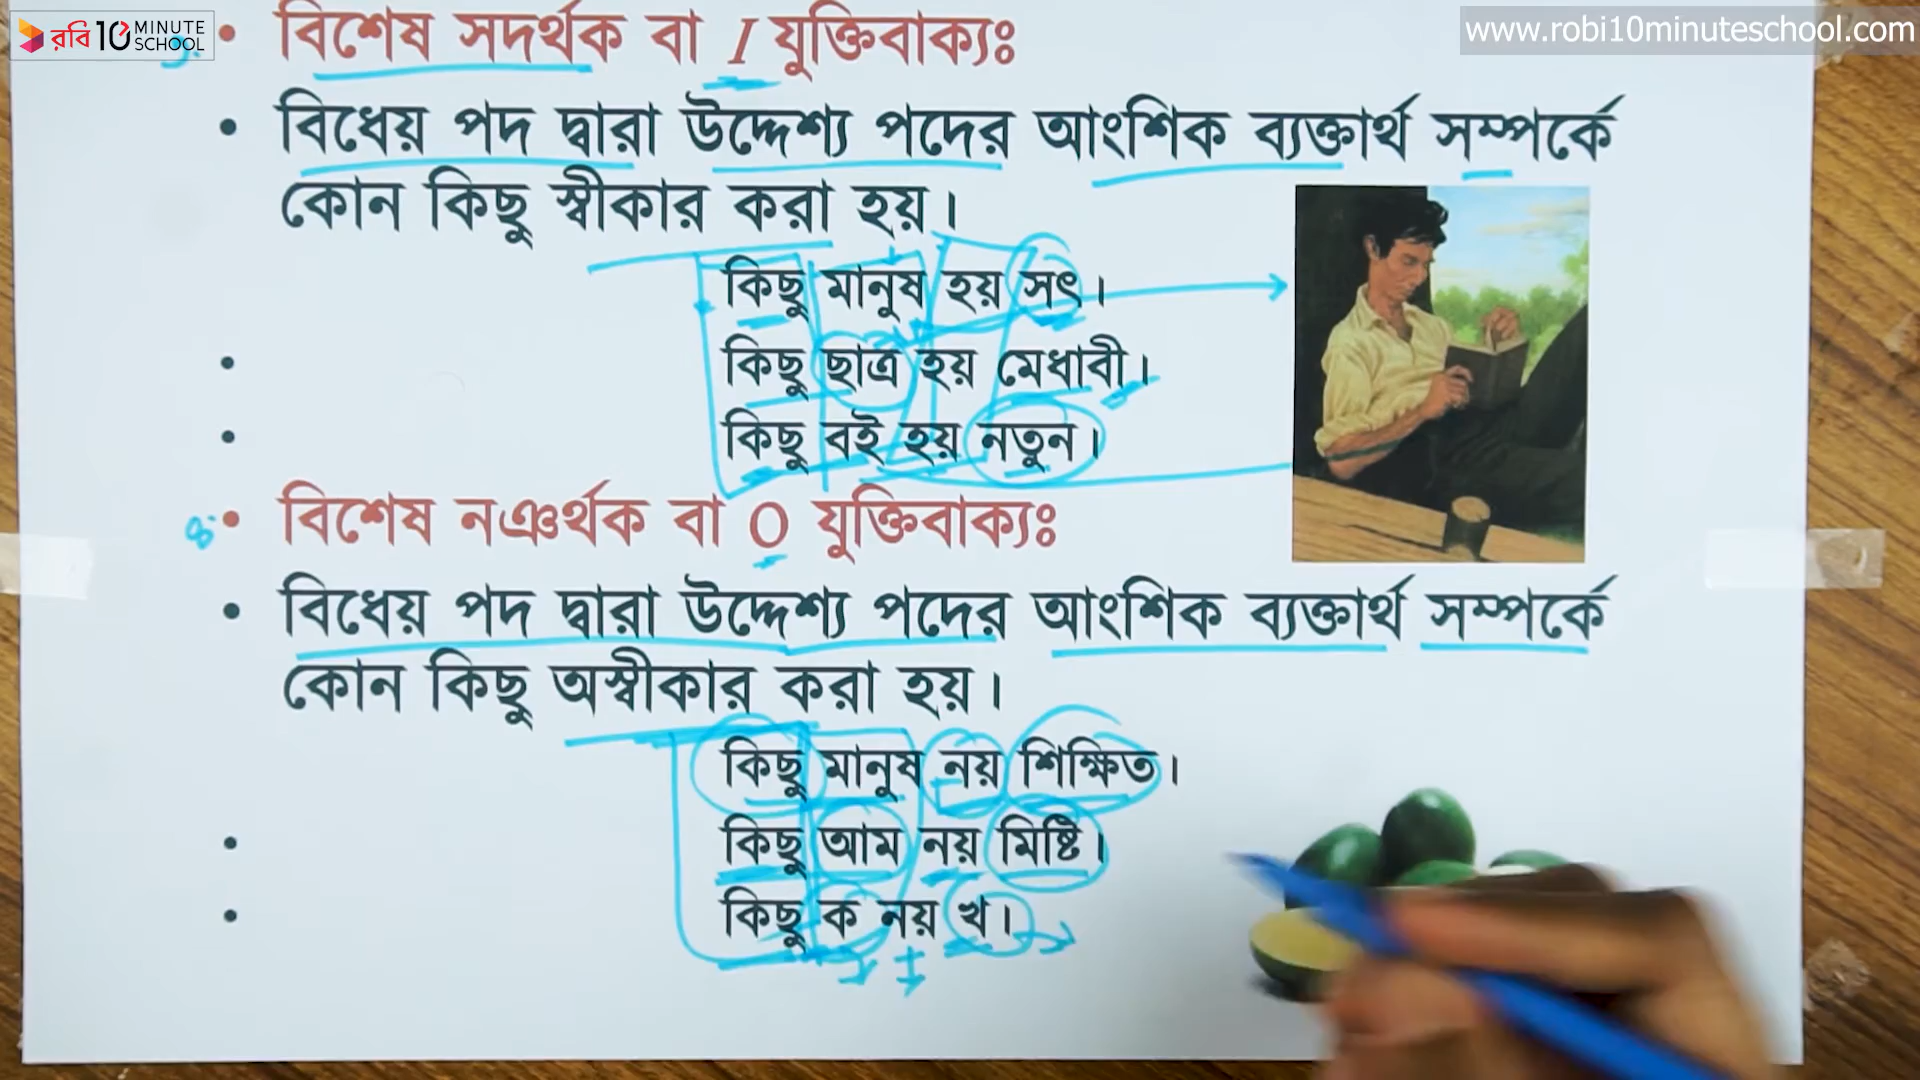 রবি 10 MINUTE SCHOOL
www.robi10minuteschool.com
৩.
• বিশেষ সদর্থক বা I যুক্তিবাক্যঃ
• বিধেয় পদ দ্বারা উদ্দেশ্য পদের আংশিক ব্যক্তার্থ সম্পর্কে
কোন কিছু স্বীকার করা হয়।
কিছু মানুষ হয় সৎ।
• কিছু ছাত্র হয় মেধাবী।
• কিছু বই হয় নতুন।
৪. • বিশেষ নঞর্থক বা O যুক্তিবাক্যঃ
• বিধেয় পদ দ্বারা উদ্দেশ্য পদের আংশিক ব্যক্তার্থ সম্পর্কে
কোন কিছু অস্বীকার করা হয়।
কিছু মানুষ নয় শিক্ষিত।
• কিছু আম নয় মিষ্টি।
• কিছু ক নয় খ।